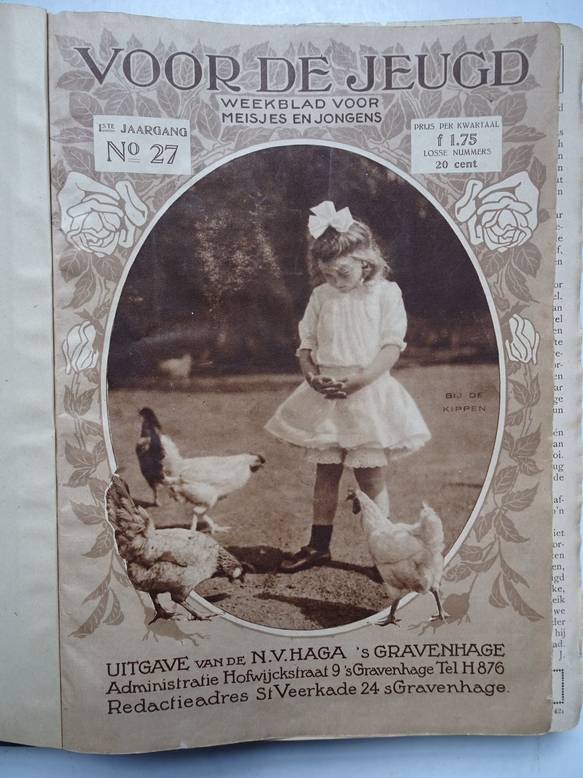 VOOR DE JEUGD
WEEKBLAD VOOR
MEISJES EN JONGENS
1STE JAARGANG
No 27
PRIJS PER KWARTAAL
f 1.75
LOSSE NUMMERS
20 cent
BIJ DE
KIPPEN
UITGAVE VAN DE N.V. HAGA 's GRAVENHAGE
Administratie Hofwijckstraat 9 's Gravenhage Tel H 876
Redactieadres St Veerkade 24 s Gravenhage.